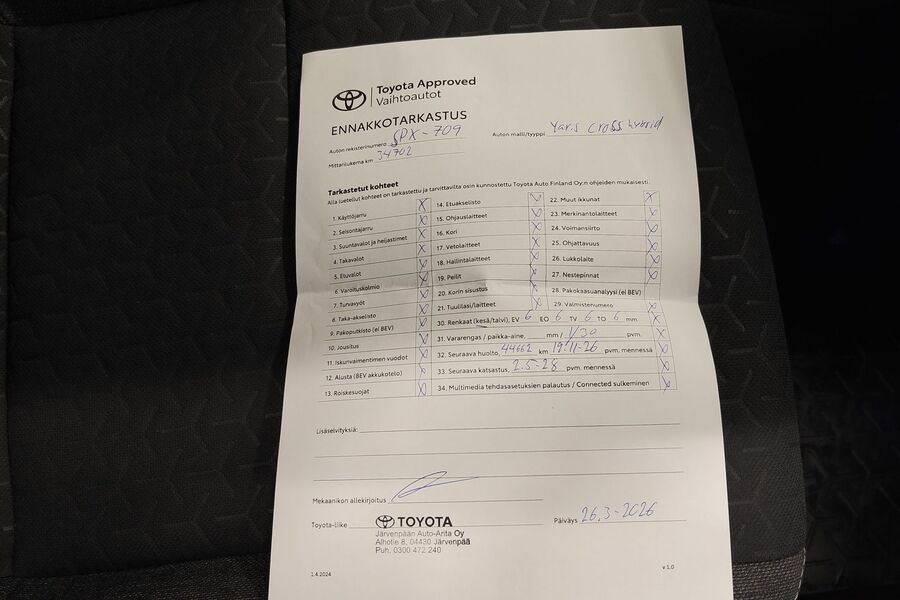 Toyota Approved
Vaihtoautot
ENNAKKOTARKASTUS
Auton rekisterinumero SPX-709 Auton malli/tyyppi Yaris Cross hybrid
Mittarilukema km 34702
Tarkastetut kohteet
Alla luetellut kohteet on tarkastettu ja tarvittavilta osin kunnostettu Toyota Auto Finland Oy:n ohjeiden mukaisesti.
1. Käyttöjarru X
2. Seisontajarru X
3. Suuntavalot ja heijastimet X
4. Takavalot X
5. Etuvalot X
6. Varoituskolmio X
7. Turvavyöt X
8. Taka-akselisto X
9. Pakoputkisto (ei BEV) X
10. Jousitus X
11. Iskunvaimentimien vuodot X
12. Alusta (BEV akkukotelo) X
13. Roiskesuojat X
14. Etuakselisto X
15. Ohjauslaitteet X
16. Kori X
17. Vetolaitteet X
18. Hallintalaitteet X
19. Peilit X
20. Korin sisustus X
21. Tuulilasi/laitteet X
22. Muut ikkunat X
23. Merkinantolaitteet X
24. Voimansiirto X
25. Ohjattavuus X
26. Lukkolaite X
27. Nestepinnat X
28. Pakokaasuanalyysi (ei BEV)
29. Valmistenumero X
30. Renkaat (kesä/talvi), EV 6 EO 6 TV 6 TO 6 mm X
31. Vararengas / paikka-aine, mm / 1/30 pvm. X
32. Seuraava huolto, 44662 km 19.11-26 pvm. mennessä X
33. Seuraava katsastus, 2.5-28 pvm. mennessä X
34. Multimedia tehdasasetuksien palautus / Connected sulkeminen X
Lisäselvityksiä:
Mekaanikon allekirjoitus
Toyota-liike TOYOTA Päiväys 26.3-2026
Järvenpään Auto-Arita Oy
Alhotie 8, 04430 Järvenpää
Puh. 0300 472 240
1.4.2024 v 1.0